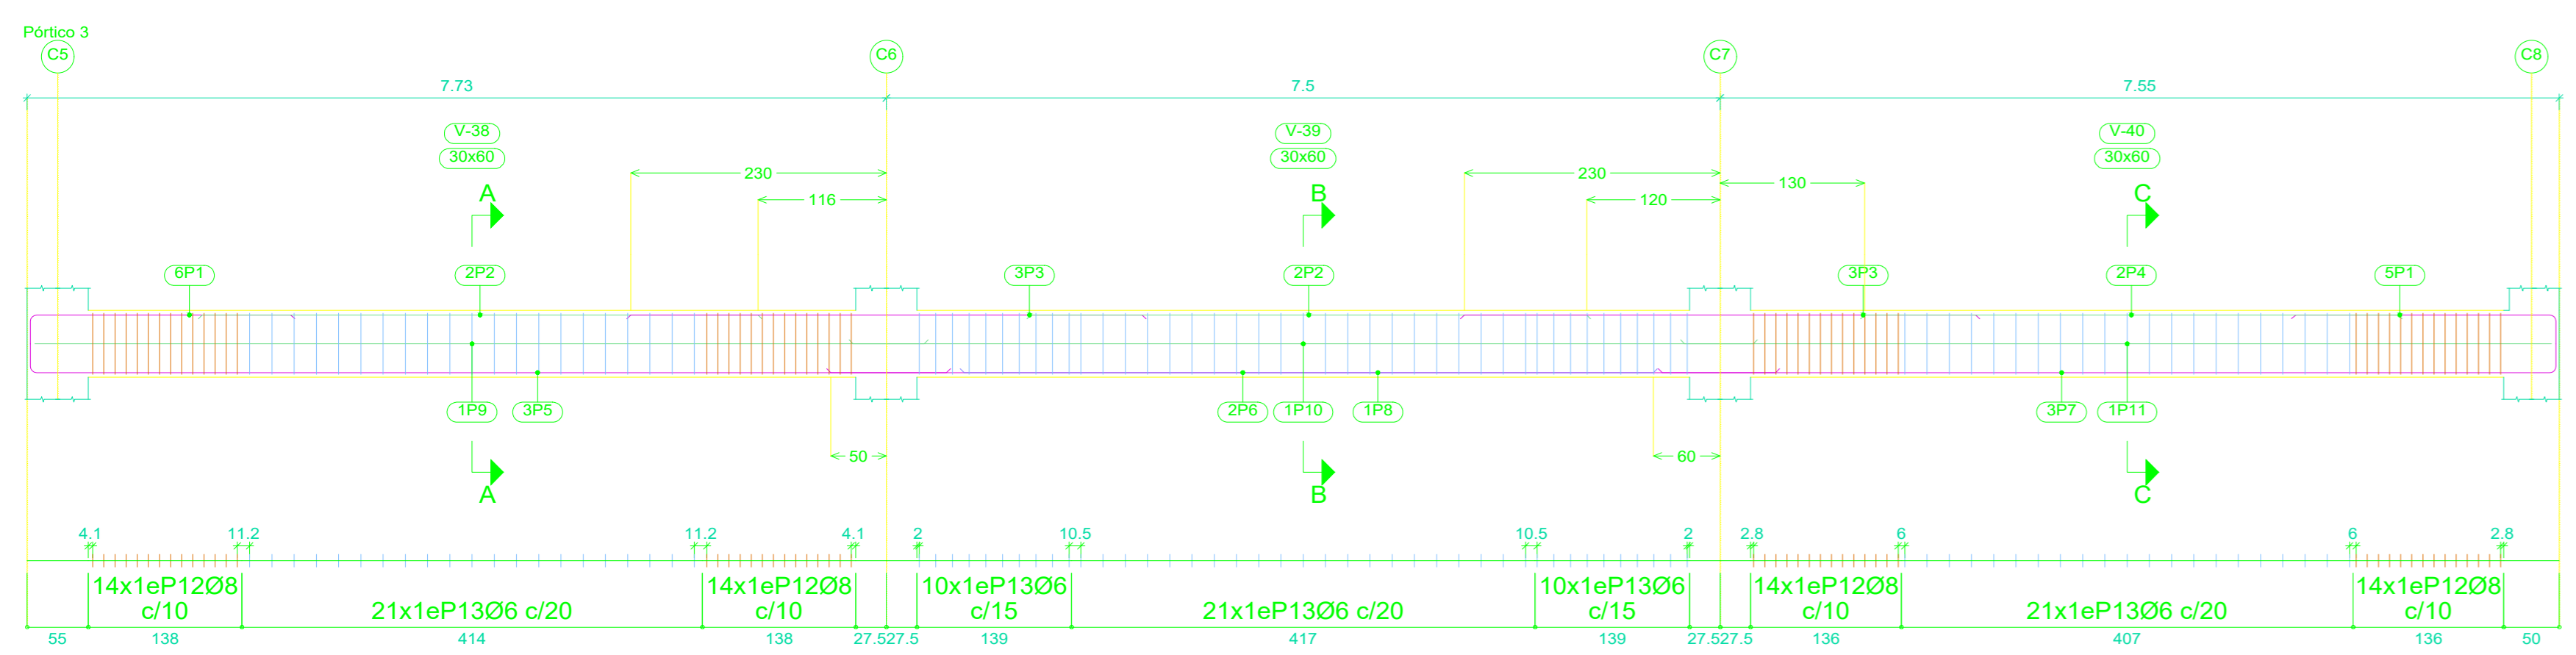 Pórtico 3
C5 C6 C7 C8
7.73 7.5 7.55
V-38 V-39 V-40
30x60 30x60 30x60
230 230 130
A B C
116 120
6P1 2P2 3P3 2P2 3P3 2P4 5P1
1P9 3P5 2P6 1P10 1P8 3P7 1P11
50 60
A B C
4.1 11.2 11.2 4.1 2 10.5 10.5 2 2.8 6 6 2.8
14x1eP12Ø8 14x1eP12Ø8 10x1eP13Ø6 10x1eP13Ø6 14x1eP12Ø8 14x1eP12Ø8
c/10 21x1eP13Ø6 c/20 c/10 c/15 21x1eP13Ø6 c/20 c/15 c/10 21x1eP13Ø6 c/20 c/10
55 138 414 138 27.5 27.5 139 417 139 27.5 27.5 136 407 136 50